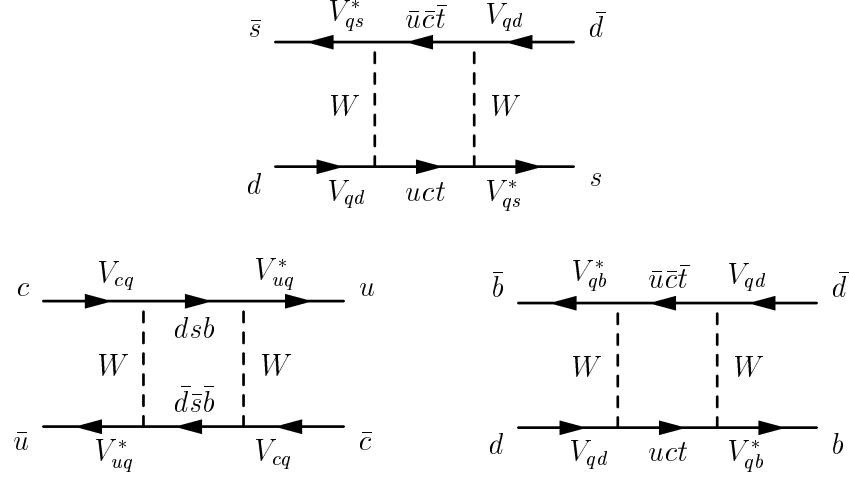 s̄ V*qs ūc̄t̄ Vqd d̄
W W
d Vqd uct V*qs s
c Vcq V*uq u
dsb
W W
d̄s̄b̄
ū V*uq Vcq c̄
b̄ V*qb ūc̄t̄ Vqd d̄
W W
d Vqd uct V*qb b